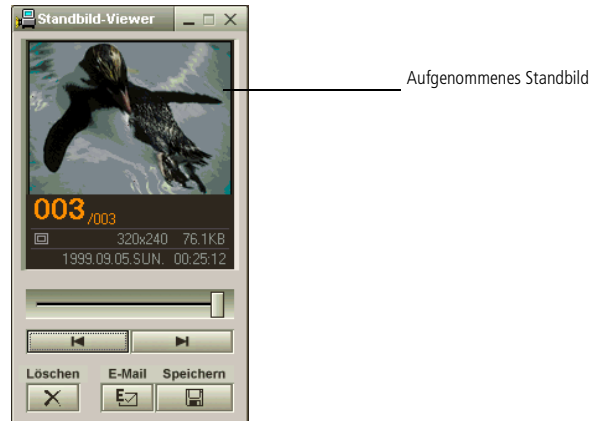 Standbild-Viewer
Aufgenommenes Standbild
003/003
320x240 76.1KB
1999.09.05.SUN. 00:25:12
Löschen E-Mail Speichern
E